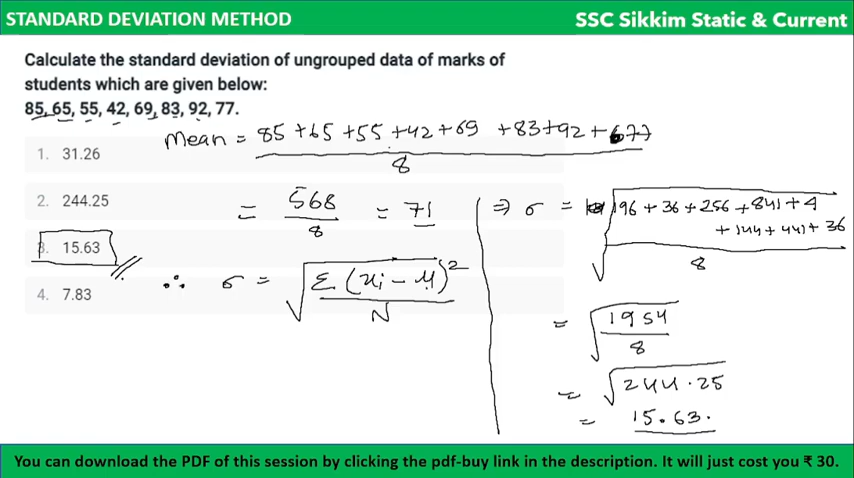 STANDARD DEVIATION METHOD
SSC Sikkim Static & Current
Calculate the standard deviation of ungrouped data of marks of
students which are given below:
85, 65, 55, 42, 69, 83, 92, 77.
Mean = 85 +65 +55 +42 +69 +83 +92 + 77
8
1. 31.26
2. 244.25
3. 15.63
4. 7.83
= 568
8
= 71
∴ σ = √ Σ (xi − μ)²
N
⇒ σ = √ 196 + 36 + 256 + 841 + 4
+ 144 + 441 + 36
8
= √ 1954
8
= √ 244.25
= 15.63.
You can download the PDF of this session by clicking the pdf-buy link in the description. It will just cost you ₹ 30.